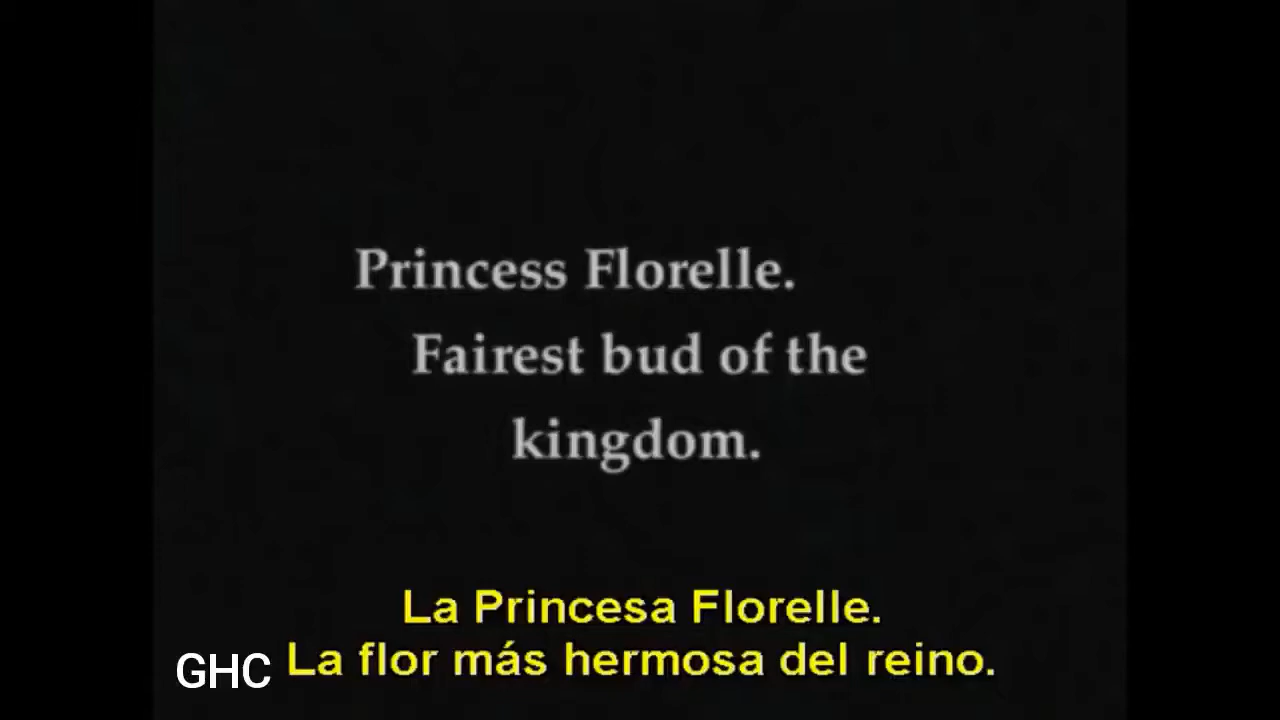 Princess Florelle.
Fairest bud of the
kingdom.
La Princesa Florelle.
GHC La flor más hermosa del reino.